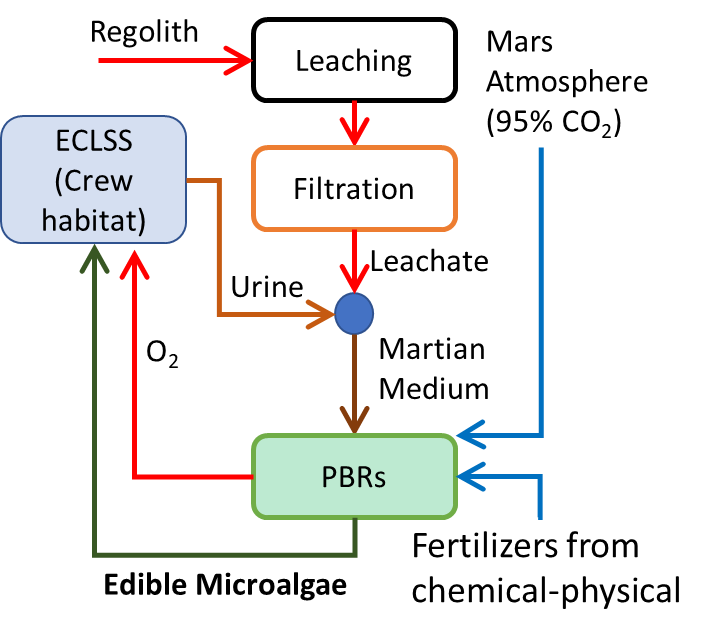 Regolith
Leaching
Mars
Atmosphere
(95% CO₂)
ECLSS
(Crew
habitat)
Filtration
Leachate
Urine
O₂
Martian
Medium
PBRs
Fertilizers from
chemical-physical
Edible Microalgae